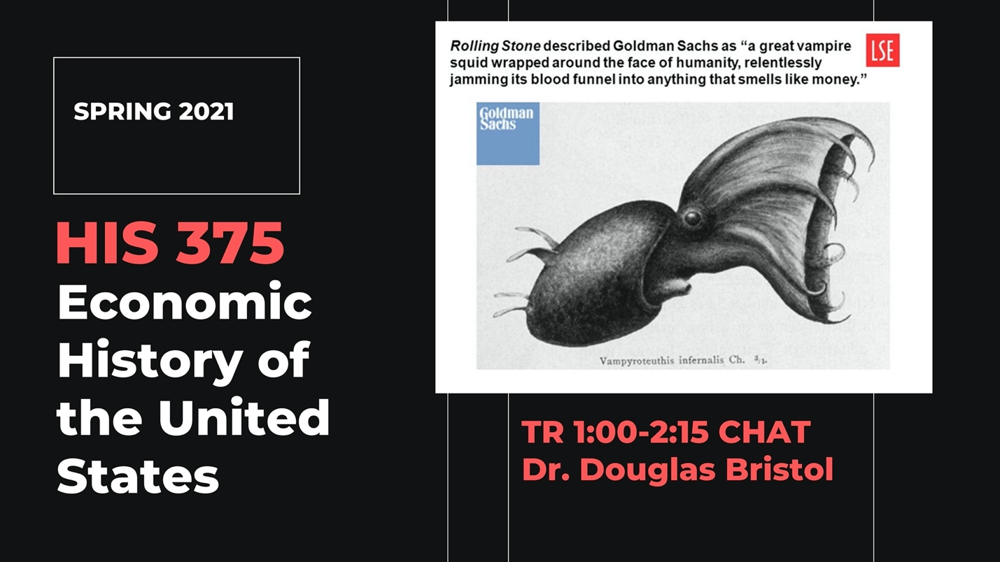 SPRING 2021
HIS 375
Economic
History of
the United
States
Rolling Stone described Goldman Sachs as “a great vampire
squid wrapped around the face of humanity, relentlessly
jamming its blood funnel into anything that smells like money.”
LSE
Goldman
Sachs
Vampyroteuthis infernalis Ch. 3/1.
TR 1:00-2:15 CHAT
Dr. Douglas Bristol